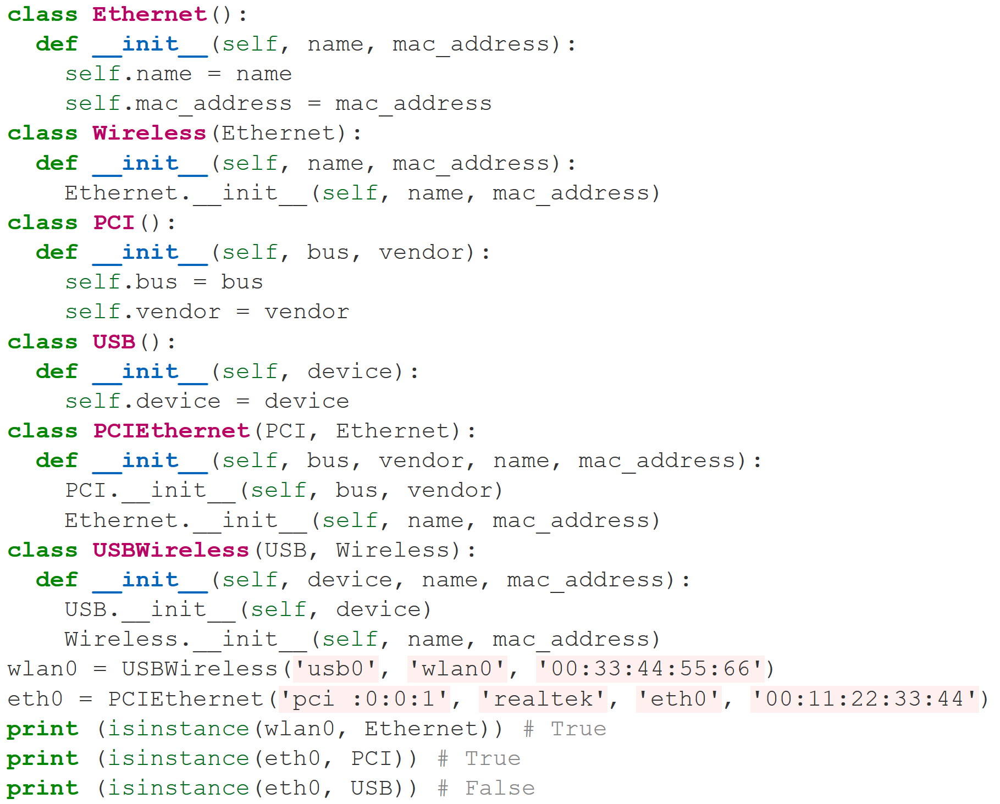 class Ethernet():
  def __init__(self, name, mac_address):
    self.name = name
    self.mac_address = mac_address
class Wireless(Ethernet):
  def __init__(self, name, mac_address):
    Ethernet.__init__(self, name, mac_address)
class PCI():
  def __init__(self, bus, vendor):
    self.bus = bus
    self.vendor = vendor
class USB():
  def __init__(self, device):
    self.device = device
class PCIEthernet(PCI, Ethernet):
  def __init__(self, bus, vendor, name, mac_address):
    PCI.__init__(self, bus, vendor)
    Ethernet.__init__(self, name, mac_address)
class USBWireless(USB, Wireless):
  def __init__(self, device, name, mac_address):
    USB.__init__(self, device)
    Wireless.__init__(self, name, mac_address)
wlan0 = USBWireless('usb0', 'wlan0', '00:33:44:55:66')
eth0 = PCIEthernet('pci :0:0:1', 'realtek', 'eth0', '00:11:22:33:44')
print (isinstance(wlan0, Ethernet)) # True
print (isinstance(eth0, PCI)) # True
print (isinstance(eth0, USB)) # False